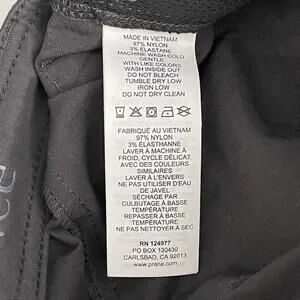 MADE IN VIETNAM
97% NYLON
3% ELASTANE
MACHINE WASH COLD
GENTLE
WITH LIKE COLORS
WASH INSIDE OUT
DO NOT BLEACH
TUMBLE DRY LOW
IRON LOW
DO NOT DRY CLEAN
FABRIQUÉ AU VIETNAM
97% NYLON
3% ÉLASTHANNE
LAVER À MACHINE À
FROID, CYCLE DÉLICAT
AVEC DES COULEURS
SIMILAIRES
LAVER À L'ENVERS
NE PAS UTILISER D'EAU
DE JAVEL
SÉCHAGE PAR
CULBUTAGE À BASSE
TEMPÉRATURE
REPASSER À BASSE
TEMPÉRATURE
NE PAS NETTOYER À SEC
RN 124977
PO BOX 130430
CARLSBAD, CA 92013
www.prana.com